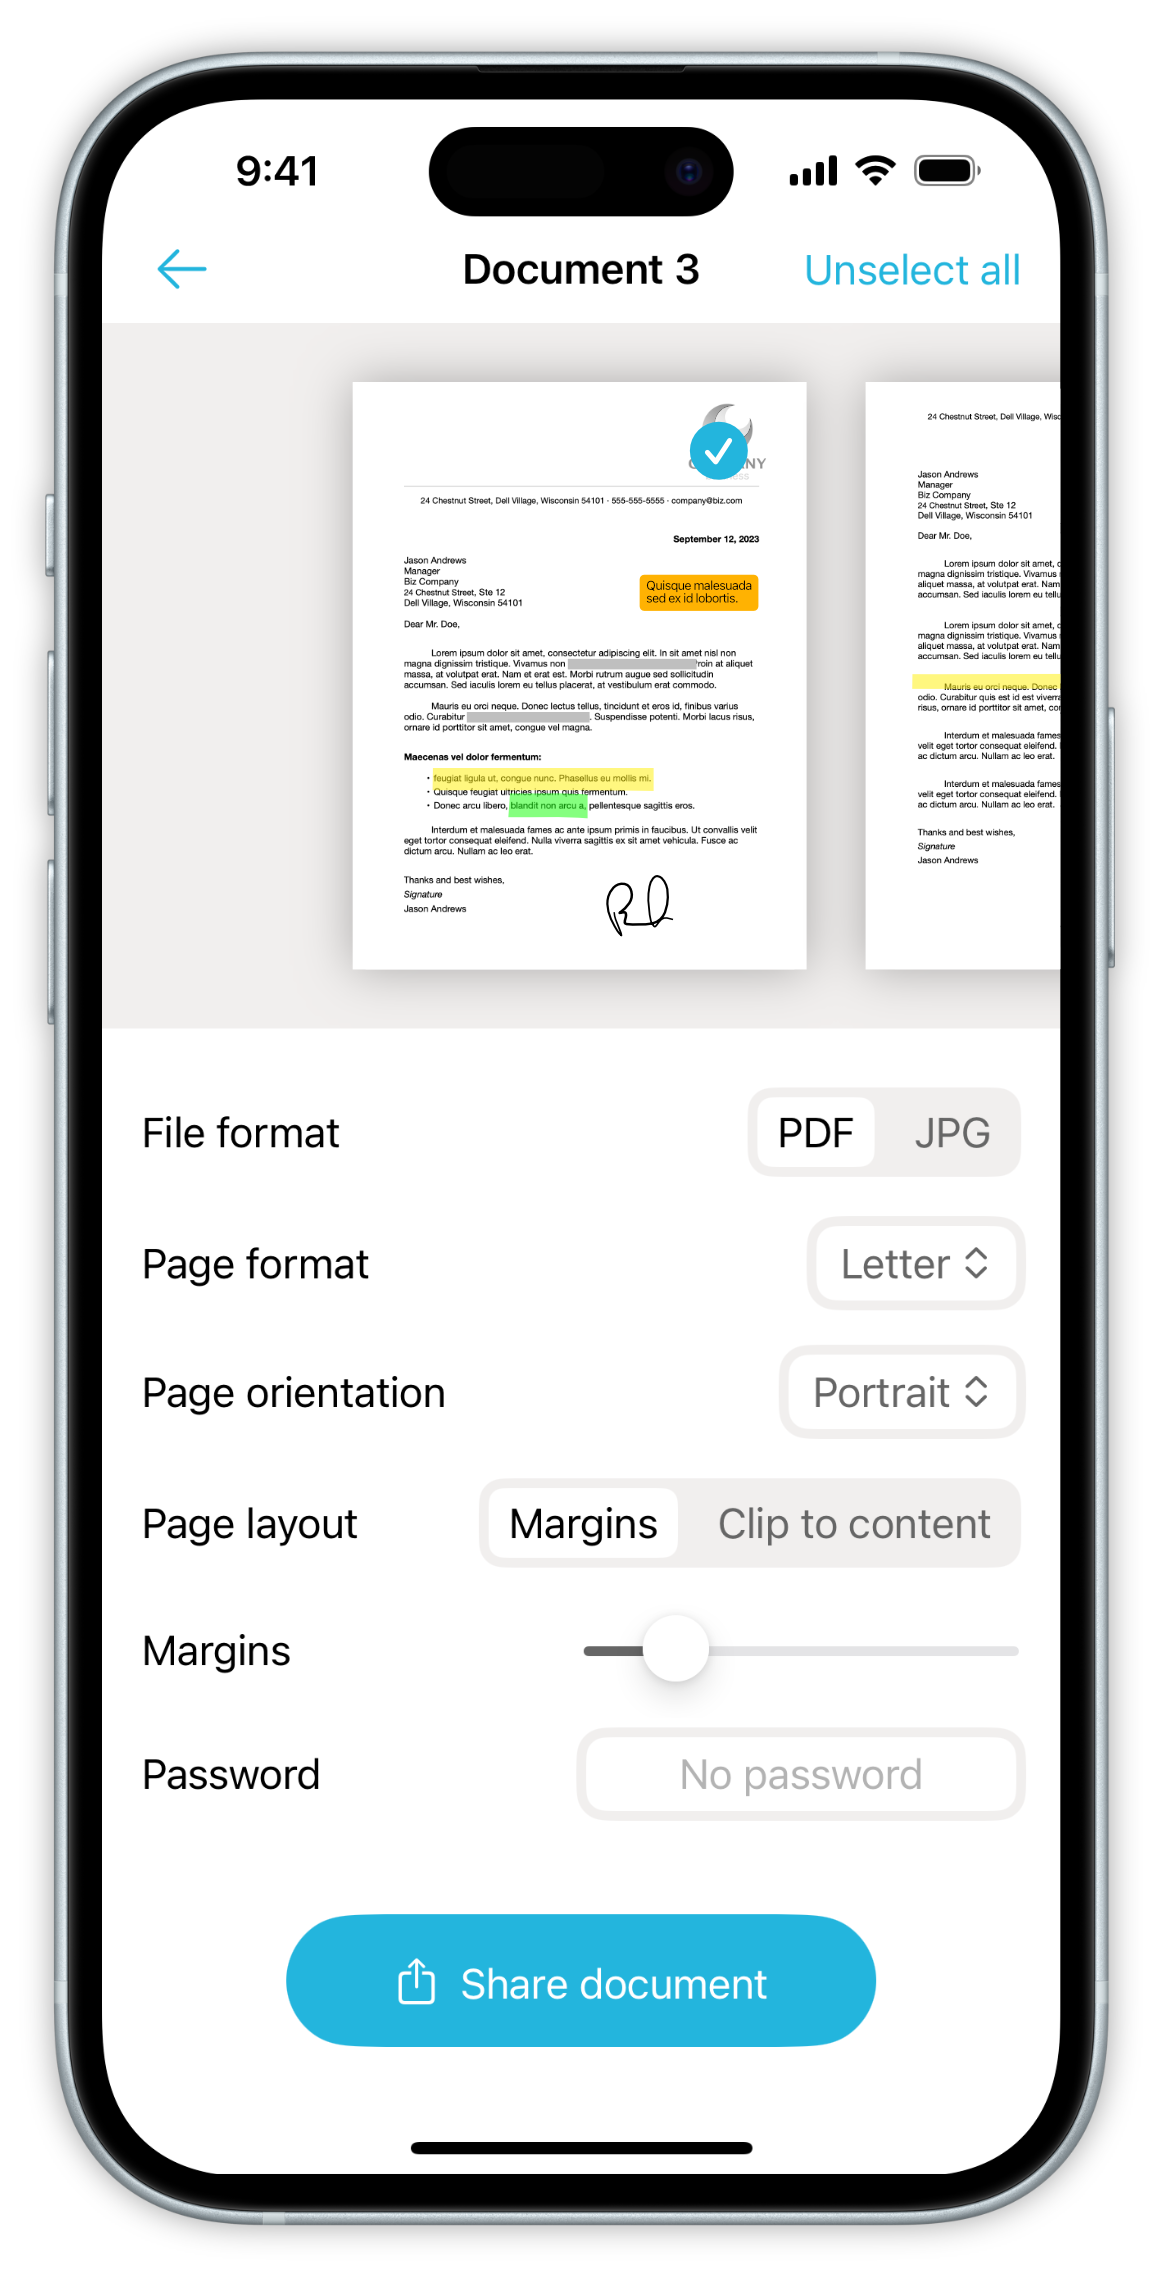 9:41
Document 3
Unselect all
24 Chestnut Street, Dell Village, Wisconsin 54101 · 555-555-5555 · company@biz.com
September 12, 2023
Jason Andrews
Manager
Biz Company
24 Chestnut Street, Ste 12
Dell Village, Wisconsin 54101
Quisque malesuada
sed ex id lobortis.
Dear Mr. Doe,
Lorem ipsum dolor sit amet, consectetur adipiscing elit. In sit amet nisl non
magna dignissim tristique. Vivamus non roin at aliquet
massa, at volutpat erat. Nam et erat est. Morbi rutrum augue sed sollicitudin
accumsan. Sed iaculis lorem eu tellus placerat, at vestibulum erat commodo.
Mauris eu orci neque. Donec lectus tellus, tincidunt et eros id, finibus varius
odio. Curabitur . Suspendisse potenti. Morbi lacus risus,
ornare id porttitor sit amet, congue vel magna.
Maecenas vel dolor fermentum:
• feugiat ligula ut, congue nunc. Phasellus eu mollis mi.
• Quisque feugiat ultricies ipsum quis fermentum.
• Donec arcu libero, blandit non arcu a, pellentesque sagittis eros.
Interdum et malesuada fames ac ante ipsum primis in faucibus. Ut convallis velit
eget tortor consequat eleifend. Nulla viverra sagittis ex sit amet vehicula. Fusce ac
dictum arcu. Nullam ac leo erat.
Thanks and best wishes,
Signature
Jason Andrews
24 Chestnut Street, Dell Village, Wisc
Jason Andrews
Manager
Biz Company
24 Chestnut Street, Ste 12
Dell Village, Wisconsin 54101
Dear Mr. Doe,
Lorem ipsum dolor sit amet, c
magna dignissim tristique. Vivamus
aliquet massa, at volutpat erat. Nam
accumsan. Sed iaculis lorem eu tellu
Lorem ipsum dolor sit amet, c
magna dignissim tristique. Vivamus
aliquet massa, at volutpat erat. Nam
accumsan. Sed iaculis lorem eu tellu
Mauris eu orci neque. Donec
odio. Curabitur quis est id est viverra
risus, ornare id porttitor sit amet, co
Interdum et malesuada fames
velit eget tortor consequat eleifend.
ac dictum arcu. Nullam ac leo erat.
Interdum et malesuada fames
velit eget tortor consequat eleifend.
ac dictum arcu. Nullam ac leo erat.
Thanks and best wishes,
Signature
Jason Andrews
File format
PDF
JPG
Page format
Letter
Page orientation
Portrait
Page layout
Margins
Clip to content
Margins
Password
No password
Share document